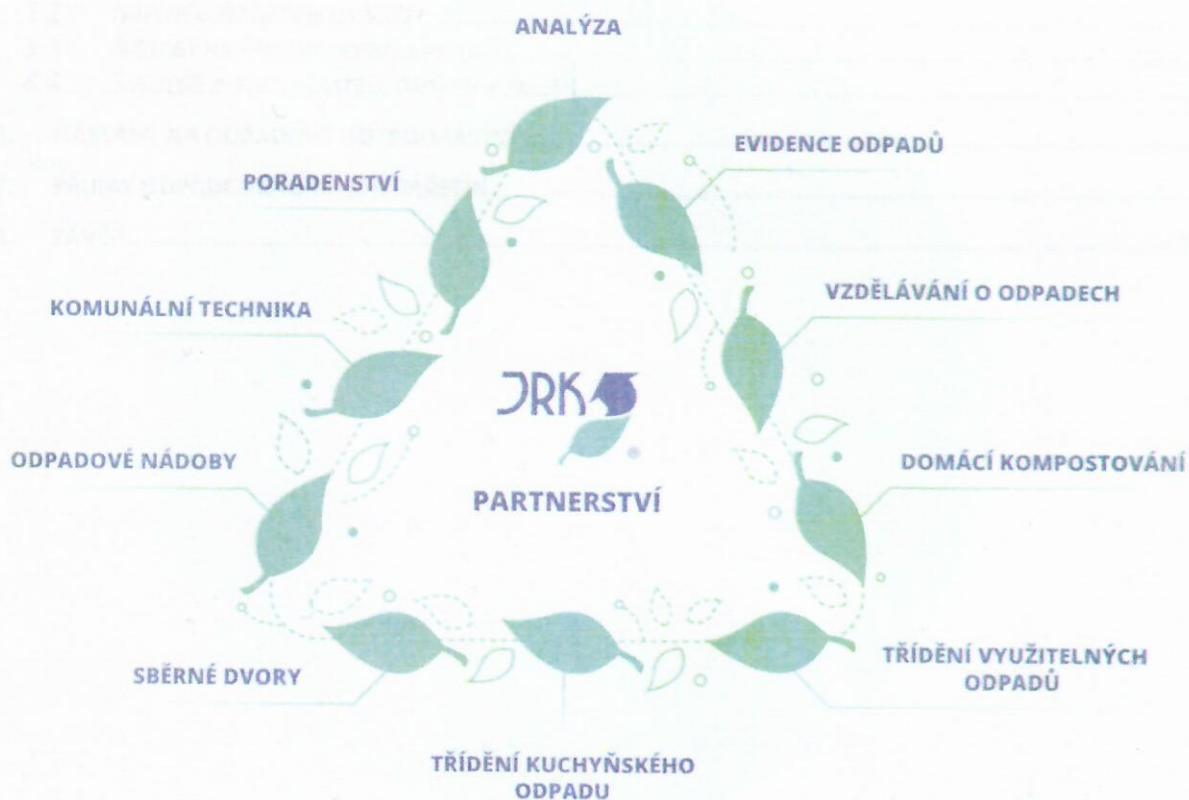 ANALÝZA
EVIDENCE ODPADŮ
PORADENSTVÍ
VZDĚLÁVÁNÍ O ODPADECH
KOMUNÁLNÍ TECHNIKA
JRK
ODPADOVÉ NÁDOBY
DOMÁCÍ KOMPOSTOVÁNÍ
PARTNERSTVÍ
SBĚRNÉ DVORY
TŘÍDĚNÍ VYUŽITELNÝCH
ODPADŮ
TŘÍDĚNÍ KUCHYŇSKÉHO
ODPADU